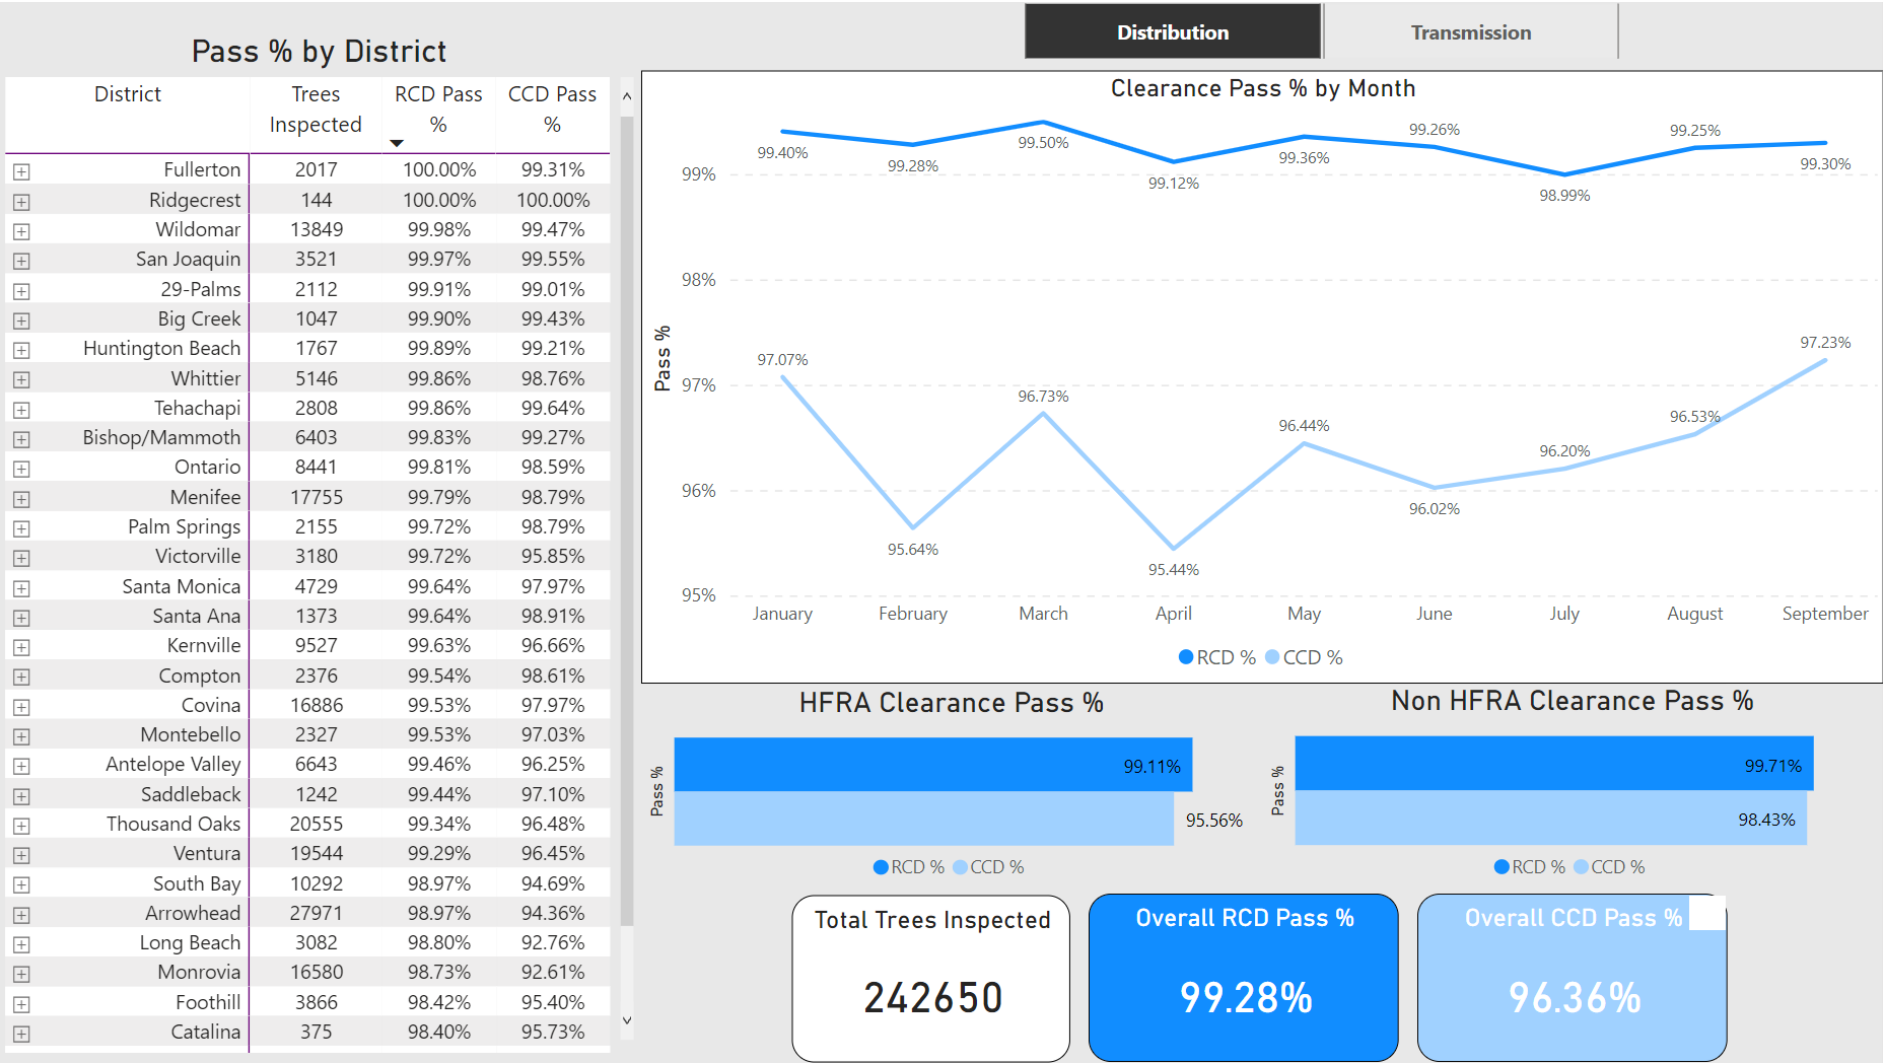 Distribution
Transmission
Pass % by District
District Trees Inspected RCD Pass % CCD Pass %
Fullerton 2017 100.00% 99.31%
Ridgecrest 144 100.00% 100.00%
Wildomar 13849 99.98% 99.47%
San Joaquin 3521 99.97% 99.55%
29-Palms 2112 99.91% 99.01%
Big Creek 1047 99.90% 99.43%
Huntington Beach 1767 99.89% 99.21%
Whittier 5146 99.86% 98.76%
Tehachapi 2808 99.86% 99.64%
Bishop/Mammoth 6403 99.83% 99.27%
Ontario 8441 99.81% 98.59%
Menifee 17755 99.79% 98.79%
Palm Springs 2155 99.72% 98.79%
Victorville 3180 99.72% 95.85%
Santa Monica 4729 99.64% 97.97%
Santa Ana 1373 99.64% 98.91%
Kernville 9527 99.63% 96.66%
Compton 2376 99.54% 98.61%
Covina 16886 99.53% 97.97%
Montebello 2327 99.53% 97.03%
Antelope Valley 6643 99.46% 96.25%
Saddleback 1242 99.44% 97.10%
Thousand Oaks 20555 99.34% 96.48%
Ventura 19544 99.29% 96.45%
South Bay 10292 98.97% 94.69%
Arrowhead 27971 98.97% 94.36%
Long Beach 3082 98.80% 92.76%
Monrovia 16580 98.73% 92.61%
Foothill 3866 98.42% 95.40%
Catalina 375 98.40% 95.73%
Clearance Pass % by Month
99.40% 99.28% 99.50% 99.12% 99.36% 99.26% 98.99% 99.25% 99.30%
99%
98%
97%
96%
95%
Pass %
97.07% 95.64% 96.73% 95.44% 96.44% 96.02% 96.20% 96.53% 97.23%
January February March April May June July August September
RCD % CCD %
HFRA Clearance Pass %
Pass %
99.11%
95.56%
RCD % CCD %
Non HFRA Clearance Pass %
Pass %
99.71%
98.43%
RCD % CCD %
Total Trees Inspected
242650
Overall RCD Pass %
99.28%
Overall CCD Pass %
96.36%